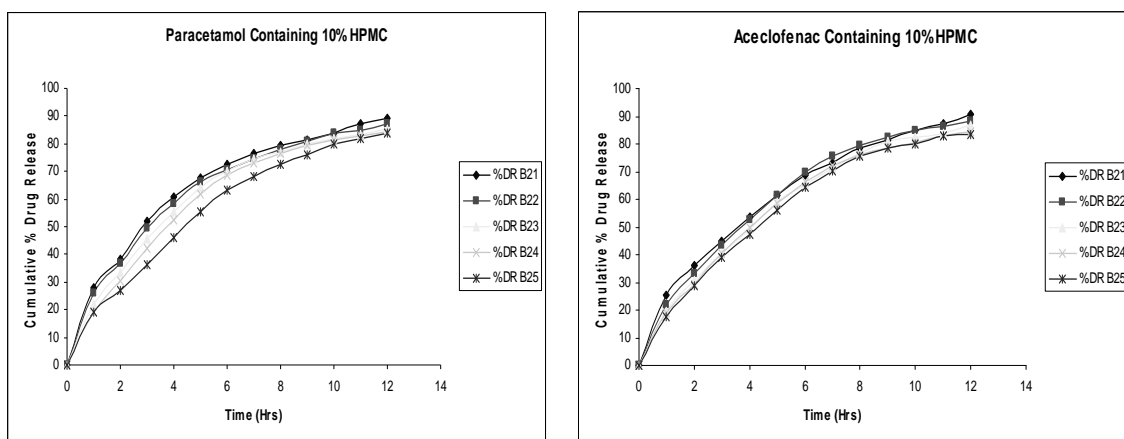 Paracetamol Containing 10%HPMC
100
90
80
70
60
50
40
30
20
10
0
Cumulative % Drug Release
0 2 4 6 8 10 12 14
Time (Hrs)
%DR B21
%DR B22
%DR B23
%DR B24
%DR B25
Aceclofenac Containing 10%HPMC
100
90
80
70
60
50
40
30
20
10
0
Cumulative % Drug Release
0 2 4 6 8 10 12 14
Time (Hrs)
%DR B21
%DR B22
%DR B23
%DR B24
%DR B25